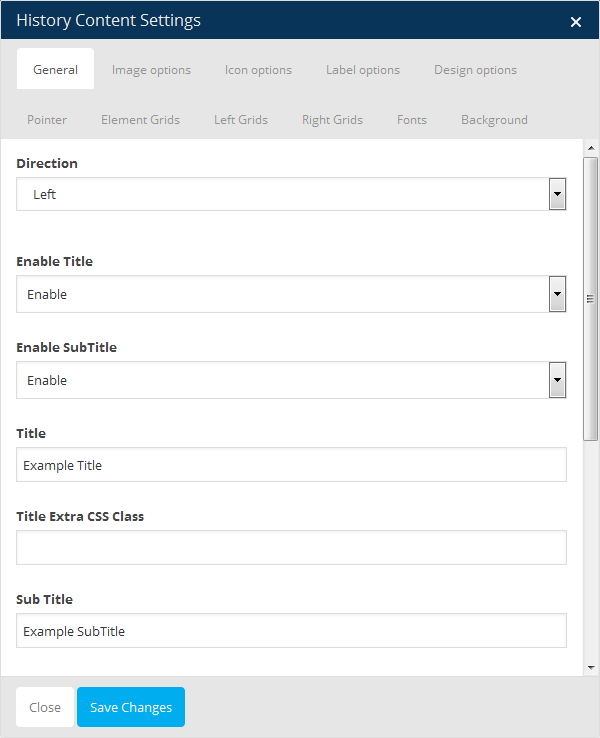 History Content Settings
General Image options Icon options Label options Design options
Pointer Element Grids Left Grids Right Grids Fonts Background
Direction
Left
Enable Title
Enable
Enable SubTitle
Enable
Title
Example Title
Title Extra CSS Class
Sub Title
Example SubTitle
Close Save Changes